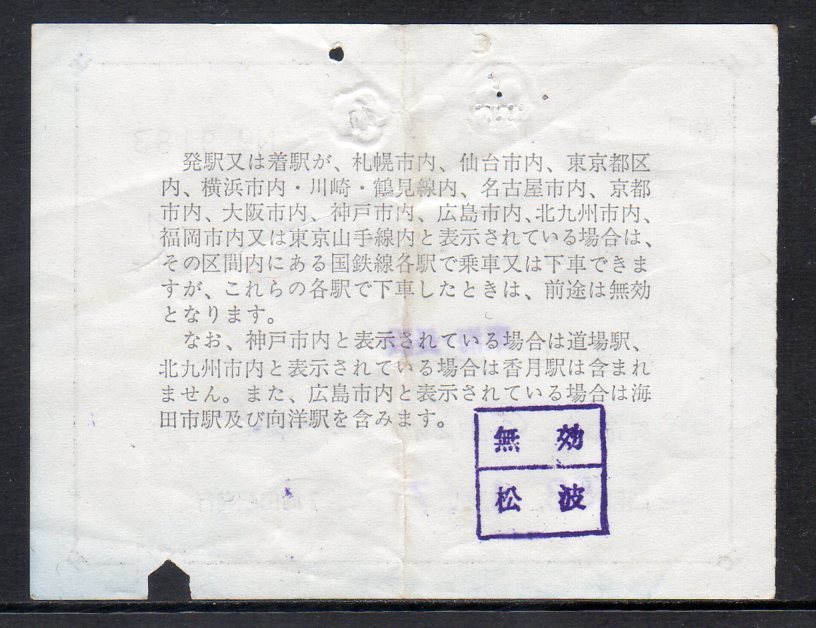 発駅又は着駅が、札幌市内、仙台市内、東京都区
内、横浜市内・川崎・鶴見線内、名古屋市内、京都
市内、大阪市内、神戸市内、広島市内、北九州市内、
福岡市内又は東京山手線内と表示されている場合は、
その区間内にある国鉄線各駅で乗車又は下車できま
すが、これらの各駅で下車したときは、前途は無効
となります。
なお、神戸市内と表示されている場合は道場駅、
北九州市内と表示されている場合は香月駅は含まれ
ません。また、広島市内と表示されている場合は海
田市駅及び向洋駅を含みます。
無効
松波